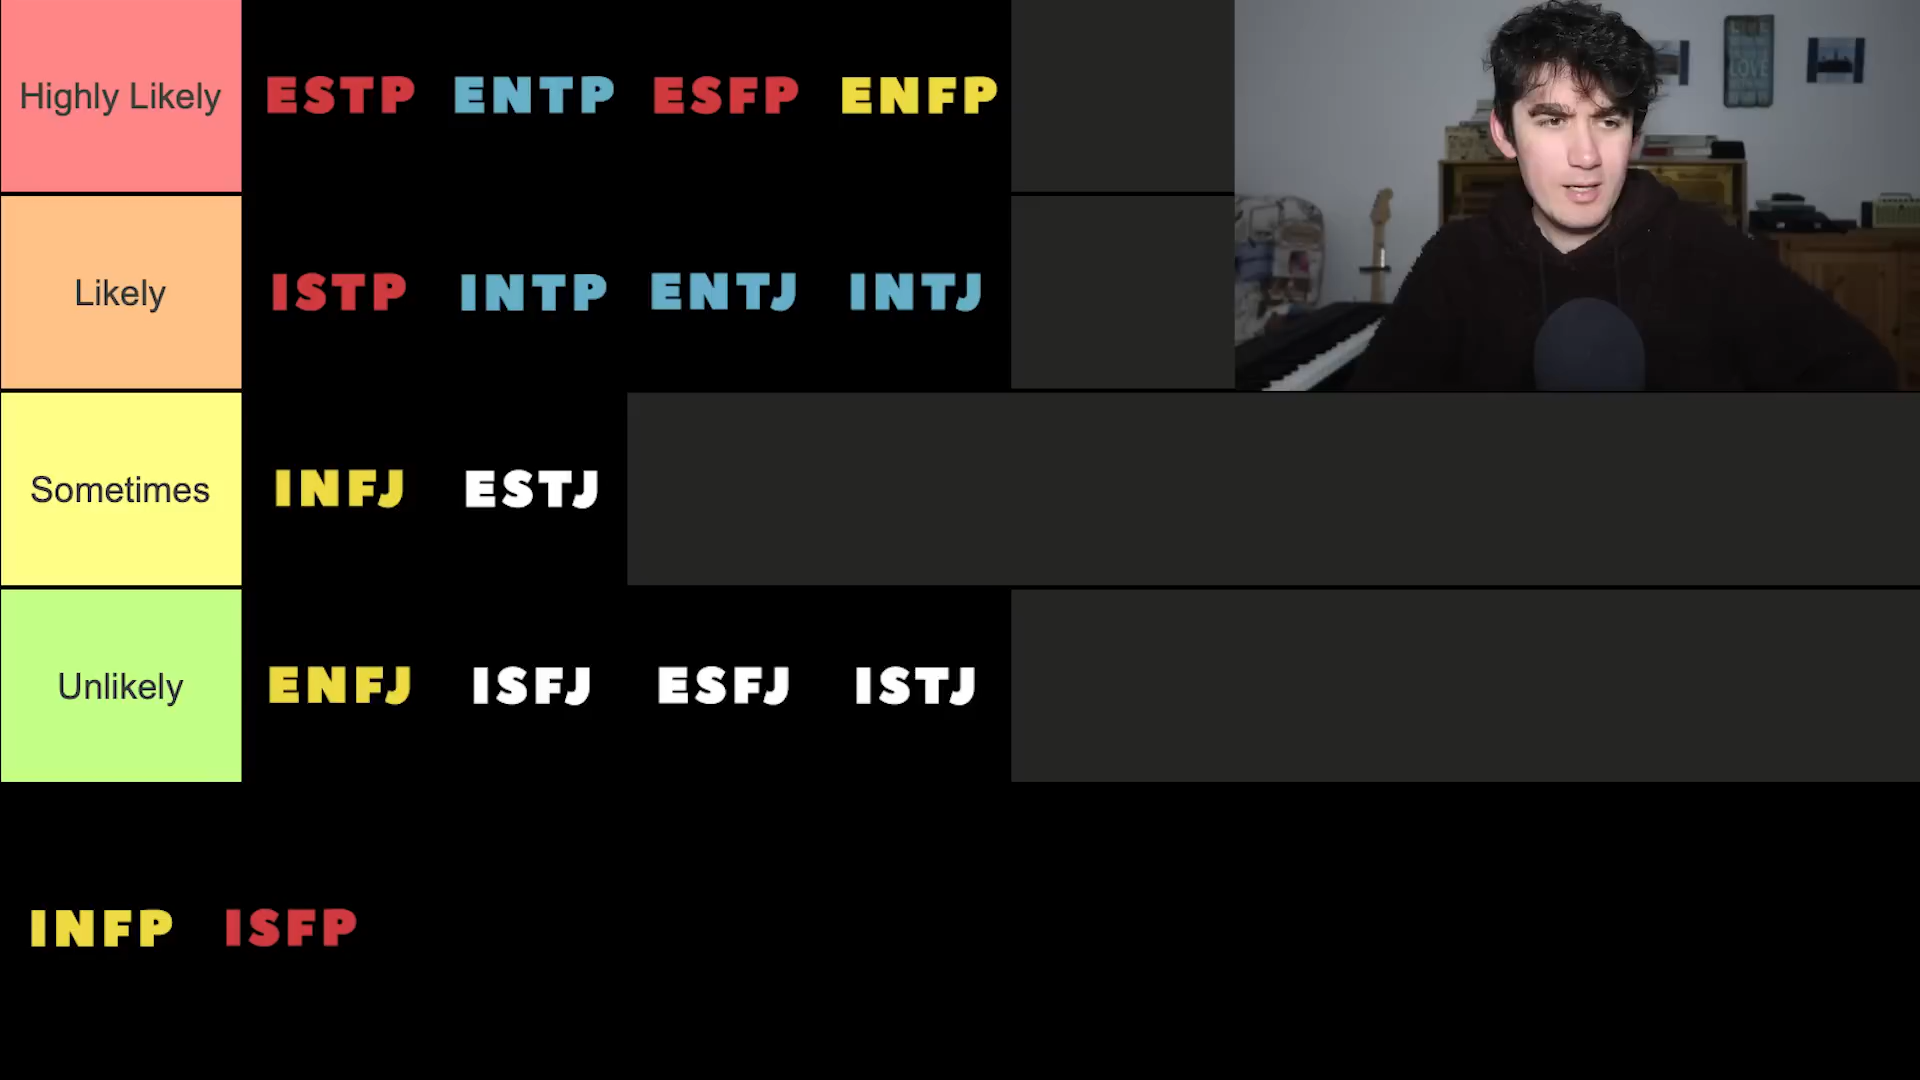 Highly Likely ESTP ENTP ESFP ENFP
LOVE
Likely ISTP INTP ENTJ INTJ
Sometimes INFJ ESTJ
Unlikely ENFJ ISFJ ESFJ ISTJ
INFP ISFP